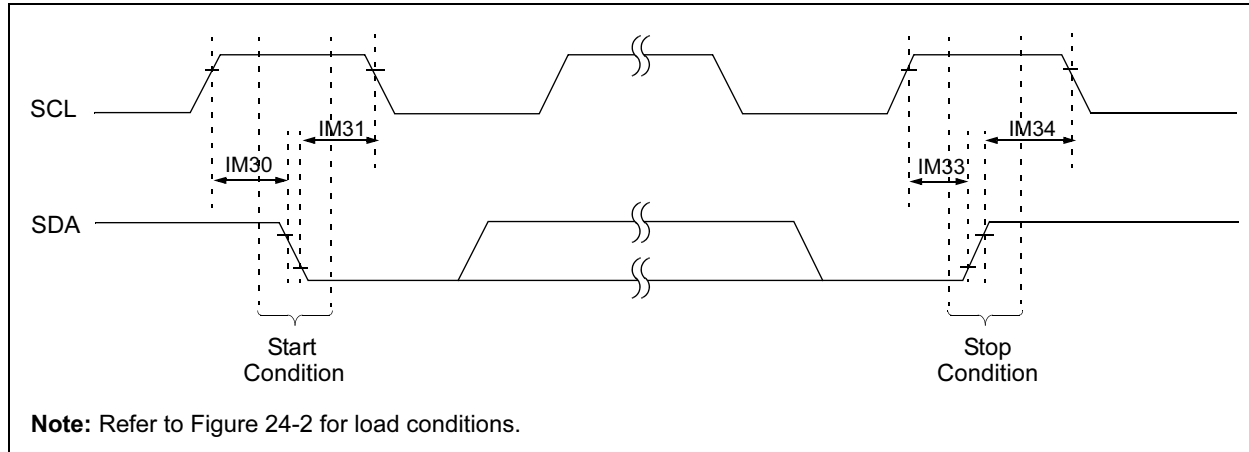 SCL
IM31
IM34
IM30
IM33
SDA
Start
Condition
Stop
Condition
Note: Refer to Figure 24-2 for load conditions.